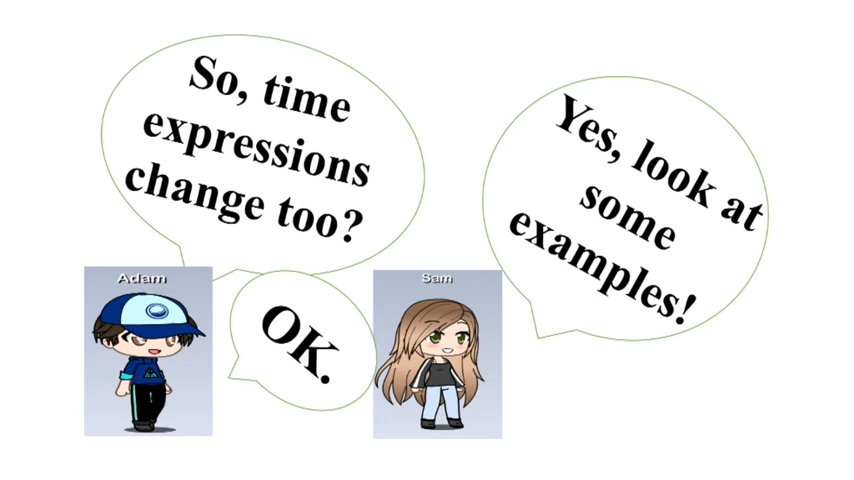 So, time
expressions
change too?
Yes, look at
some
examples!
OK.
Adam
Sam